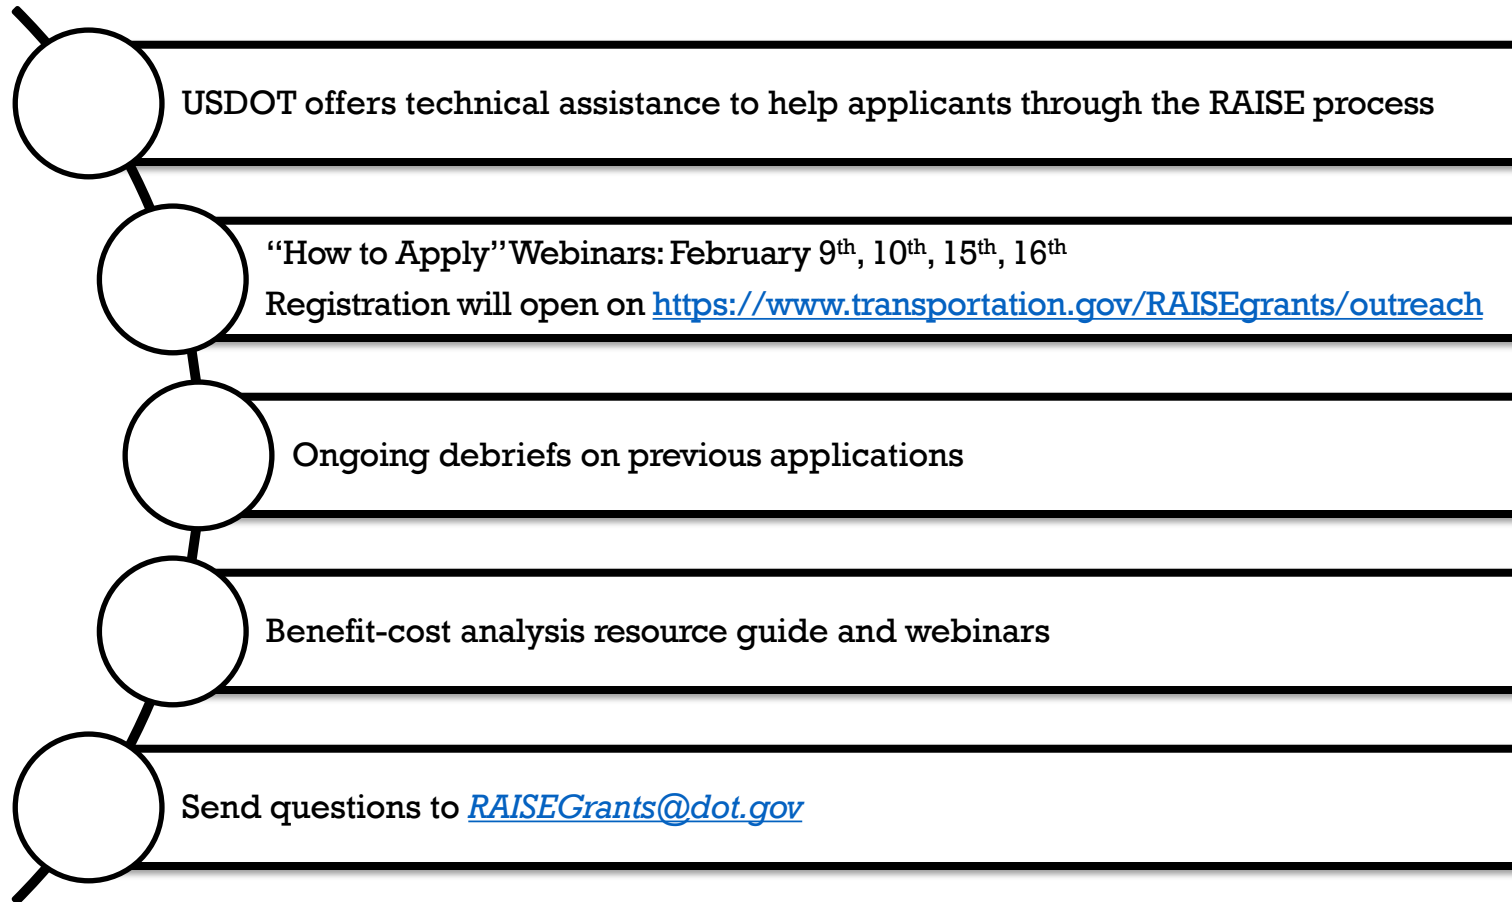 USDOT offers technical assistance to help applicants through the RAISE process
“How to Apply” Webinars: February 9th, 10th, 15th, 16th
Registration will open on https://www.transportation.gov/RAISEgrants/outreach
Ongoing debriefs on previous applications
Benefit-cost analysis resource guide and webinars
Send questions to RAISEGrants@dot.gov